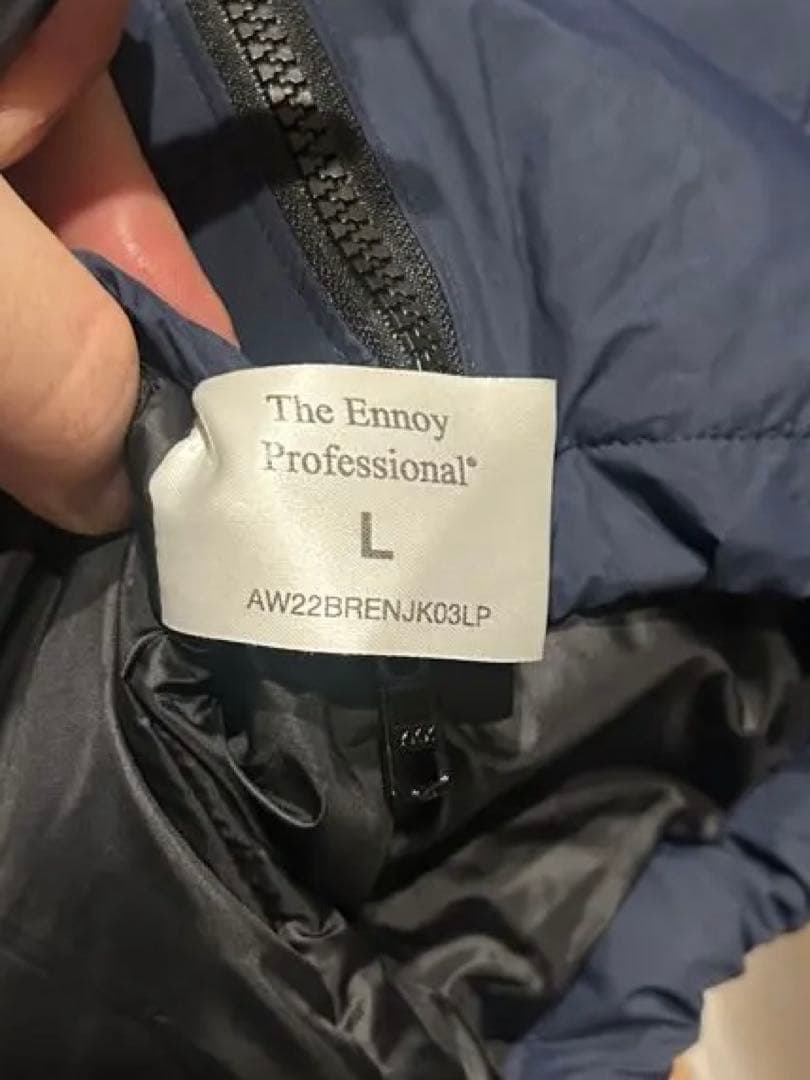 The Ennoy
Professional®
L
AW22BRENJK03LP